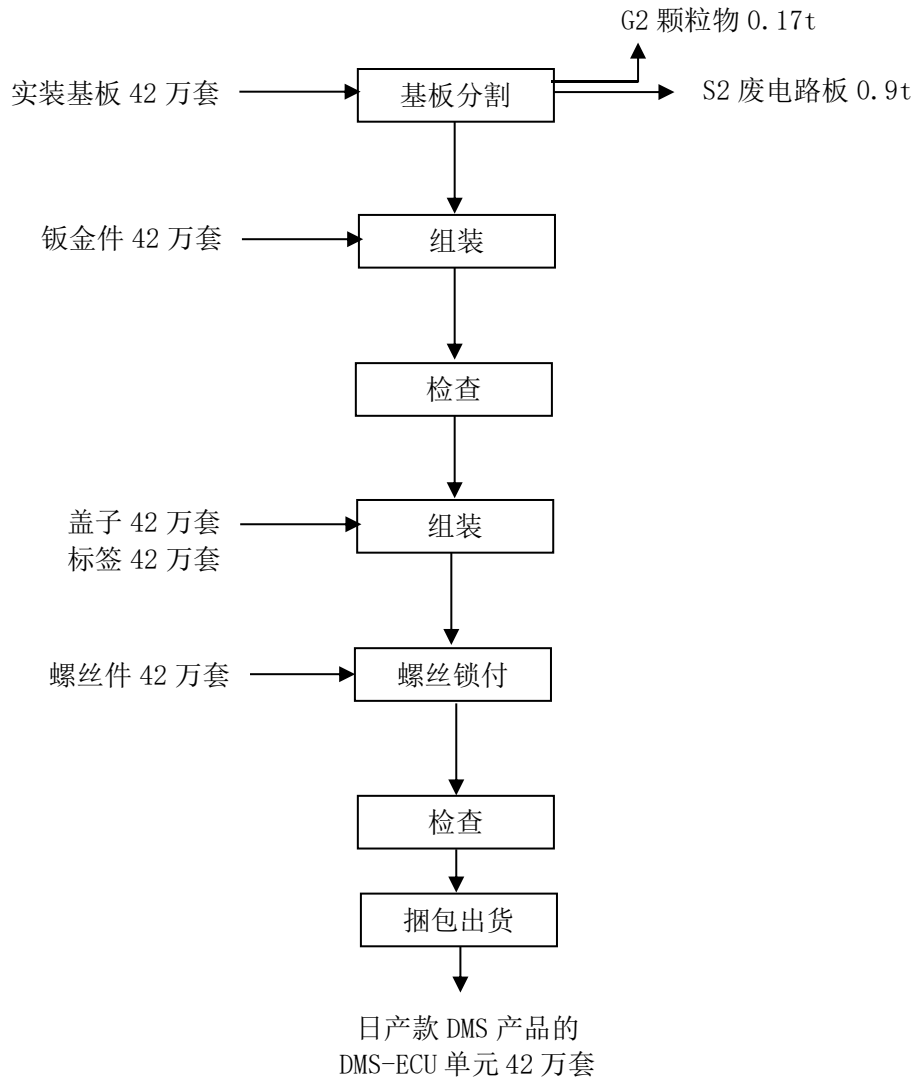 G2 颗粒物 0.17t
实装基板 42 万套
基板分割
S2 废电路板 0.9t
钣金件 42 万套
组装
检查
盖子 42 万套
标签 42 万套
组装
螺丝件 42 万套
螺丝锁付
检查
捆包出货
日产款 DMS 产品的
DMS-ECU 单元 42 万套